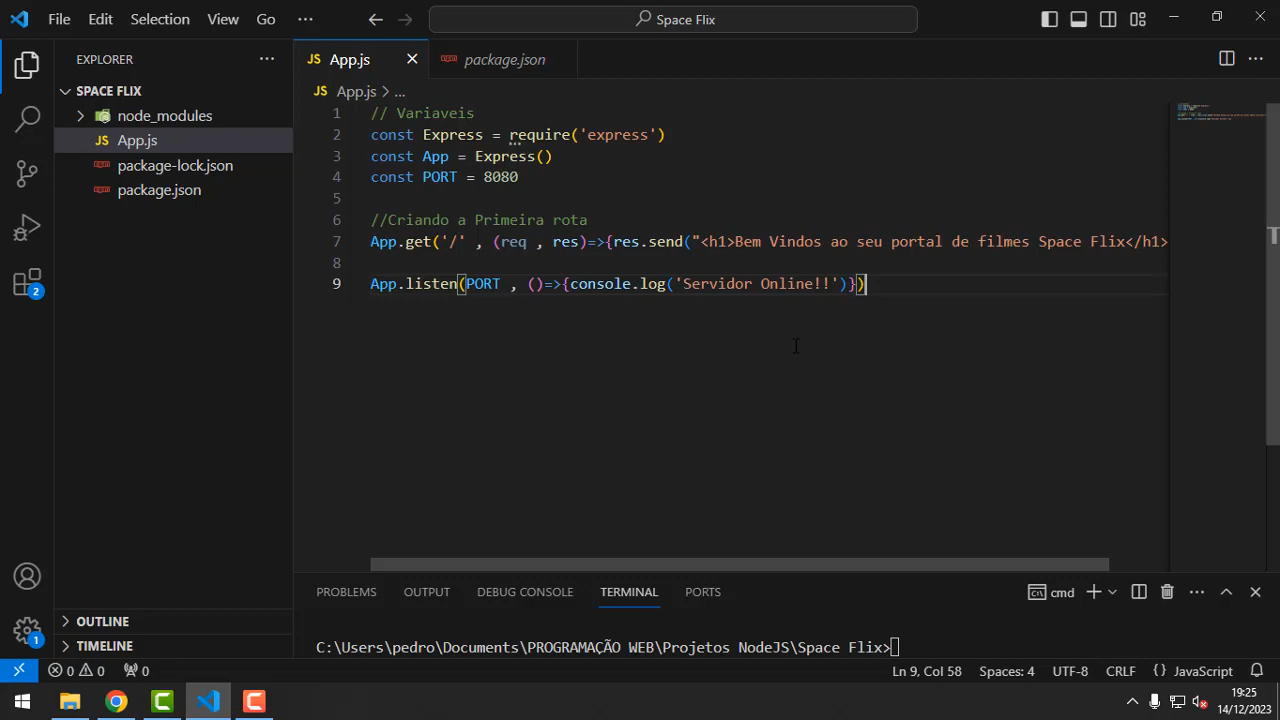 File Edit Selection View Go ··· Space Flix
EXPLORER ···
App.js package.json
SPACE FLIX
App.js > ...
node_modules
App.js
package-lock.json
package.json
1 // Variaveis
2 const Express = require('express')
3 const App = Express()
4 const PORT = 8080
5
6 //Criando a Primeira rota
7 App.get('/' , (req , res)=>{res.send("<h1>Bem Vindos ao seu portal de filmes Space Flix</h1>
8
9 App.listen(PORT , ()=>{console.log('Servidor Online!!')})
2
PROBLEMS OUTPUT DEBUG CONSOLE TERMINAL PORTS cmd
C:\Users\pedro\Documents\PROGRAMAÇÃO WEB\Projetos NodeJS\Space Flix>
OUTLINE
TIMELINE
1
0 0 0 Ln 9, Col 58 Spaces: 4 UTF-8 CRLF {} JavaScript
19:25
14/12/2023